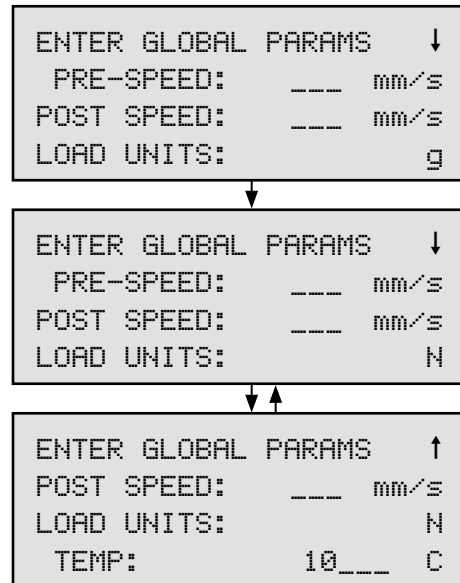 ENTER GLOBAL PARAMS ↓
PRE-SPEED: ___ mm/s
POST SPEED: ___ mm/s
LOAD UNITS: g
ENTER GLOBAL PARAMS ↓
PRE-SPEED: ___ mm/s
POST SPEED: ___ mm/s
LOAD UNITS: N
ENTER GLOBAL PARAMS ↑
POST SPEED: ___ mm/s
LOAD UNITS: N
TEMP: 10___ C